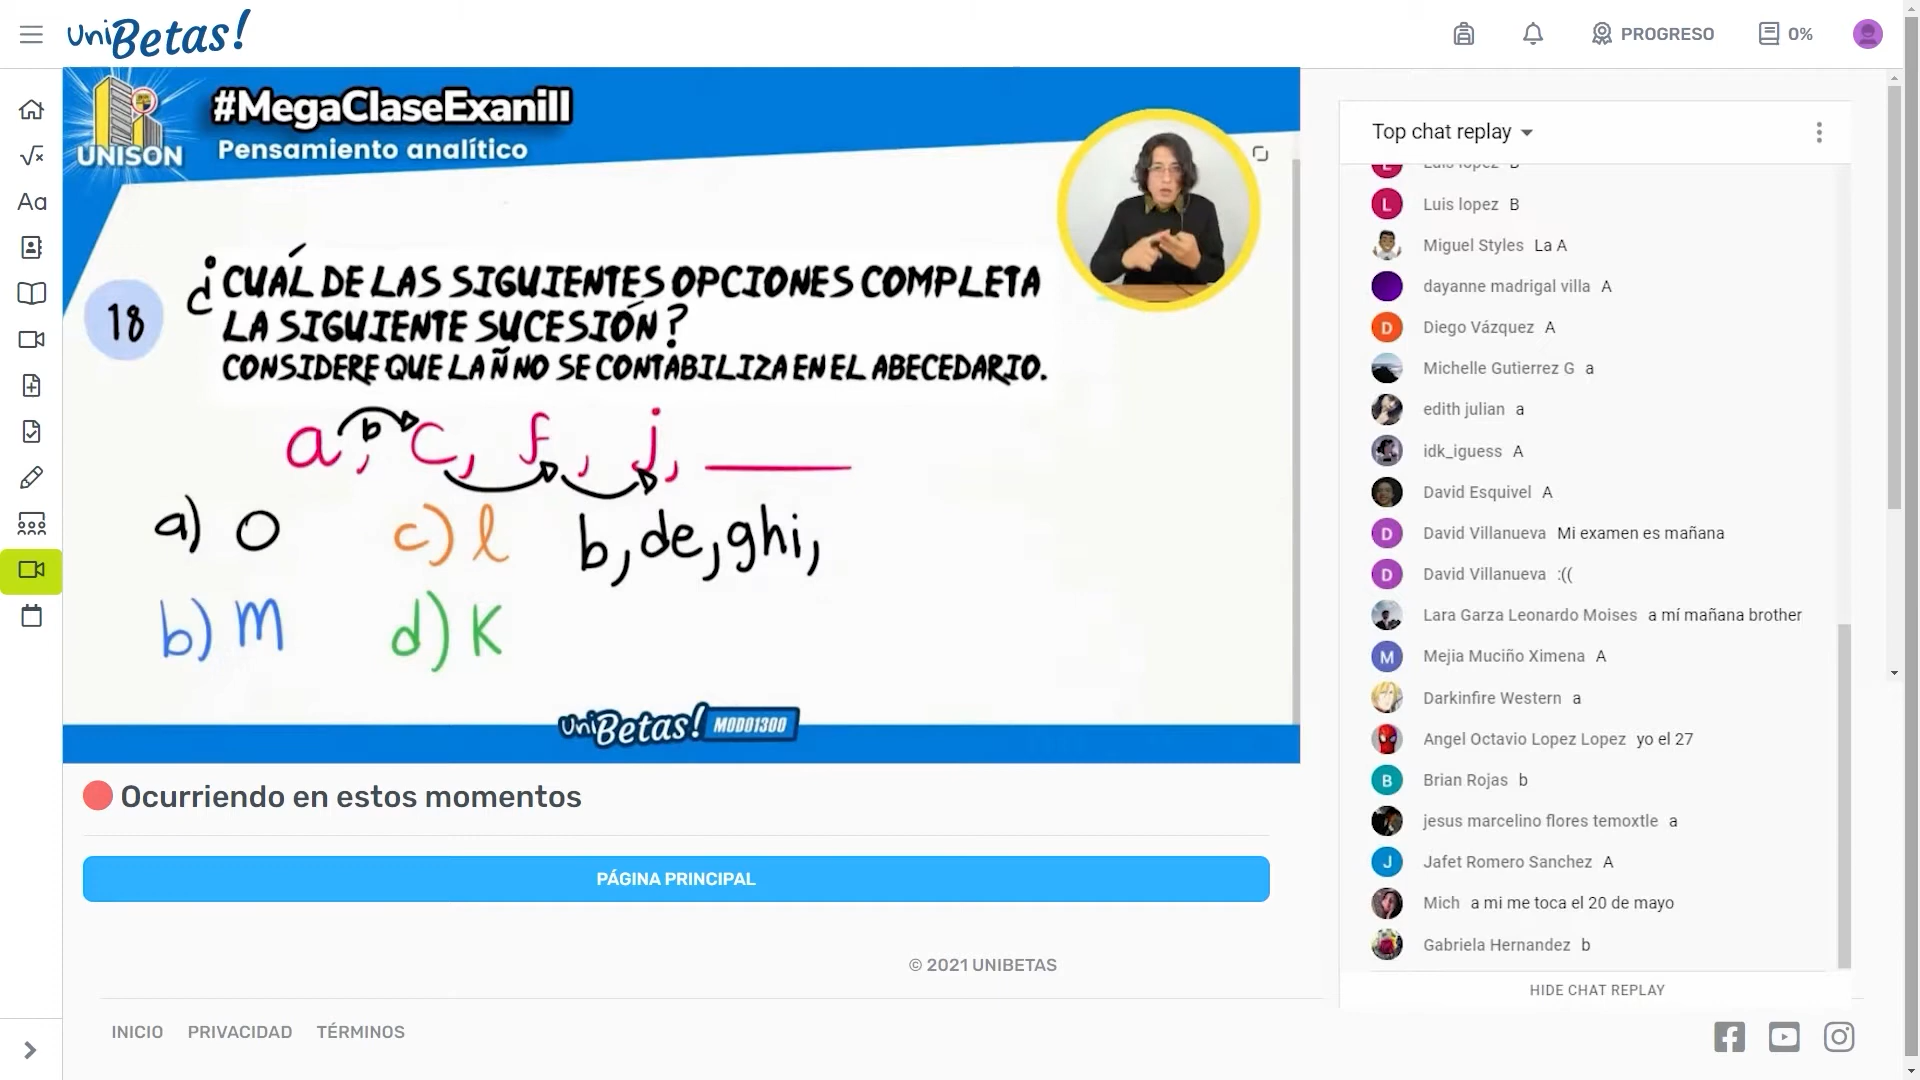 UniBetas!
PROGRESO
0%
UNISON
#MegaClaseExaniII
Pensamiento analítico
18
¿CUÁL DE LAS SIGUIENTES OPCIONES COMPLETA
LA SIGUIENTE SUCESIÓN?
CONSIDERE QUE LA Ñ NO SE CONTABILIZA EN EL ABECEDARIO.
a, b c, f, j, ______
a) o
c) l
b, de, ghi,
b) m
d) k
UniBetas! MODO1300
Ocurriendo en estos momentos
PÁGINA PRINCIPAL
© 2021 UNIBETAS
INICIO PRIVACIDAD TÉRMINOS
Top chat replay
L Luis lopez B
L Luis lopez B
Miguel Styles La A
dayanne madrigal villa A
D Diego Vázquez A
Michelle Gutierrez G a
edith julian a
idk_iguess A
David Esquivel A
D David Villanueva Mi examen es mañana
D David Villanueva :((
Lara Garza Leonardo Moises a mí mañana brother
M Mejia Muciño Ximena A
Darkinfire Western a
Angel Octavio Lopez Lopez yo el 27
B Brian Rojas b
jesus marcelino flores temoxtle a
J Jafet Romero Sanchez A
Mich a mi me toca el 20 de mayo
Gabriela Hernandez b
HIDE CHAT REPLAY